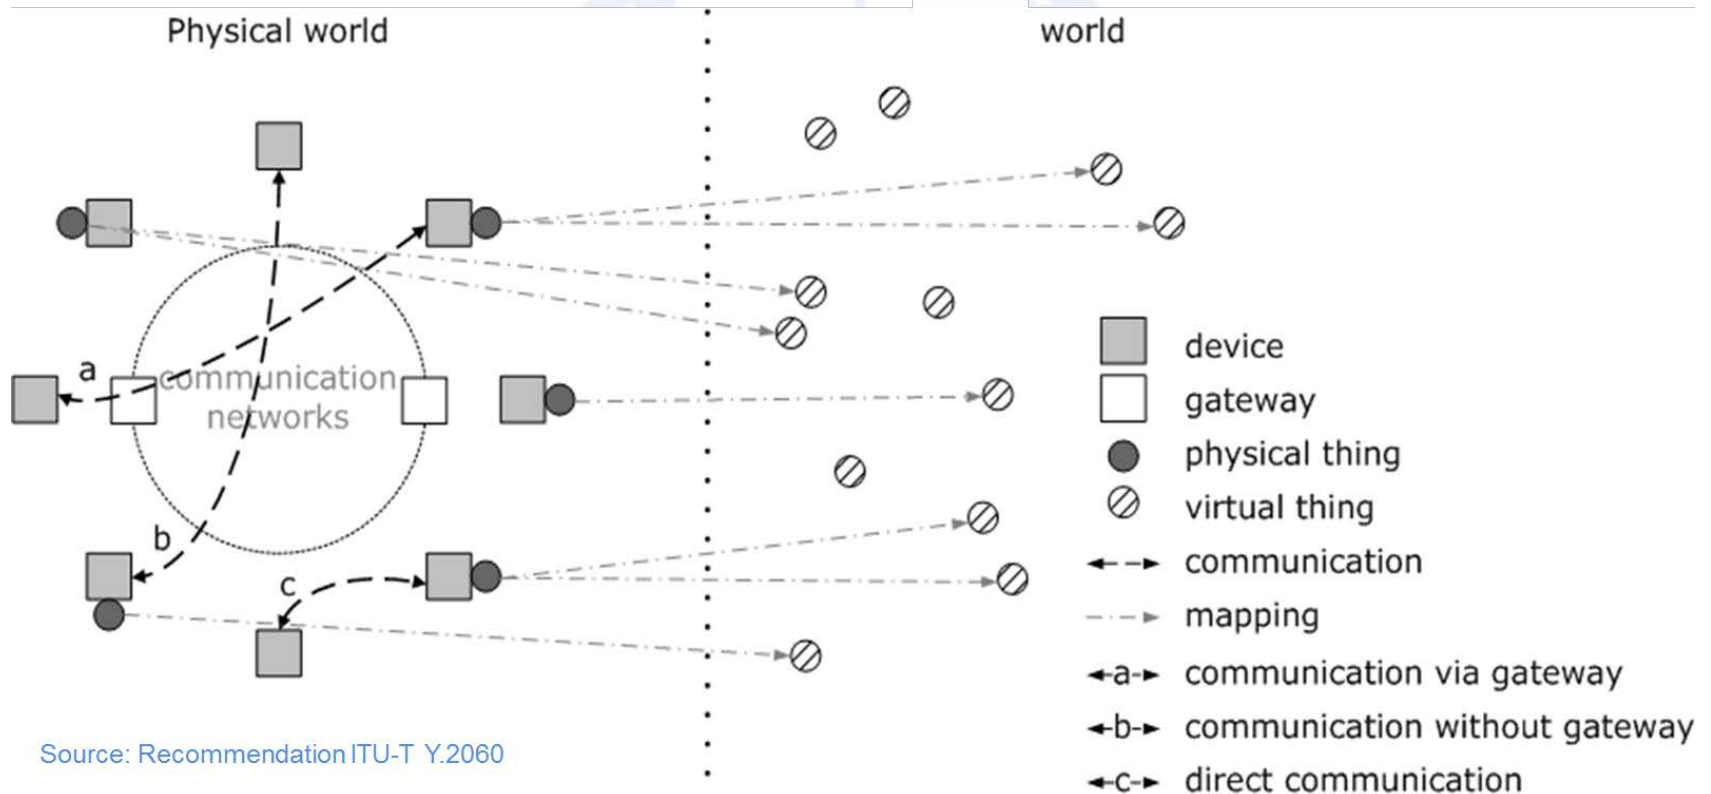 Physical world
world
a
communication
networks
b
c
device
gateway
physical thing
virtual thing
communication
mapping
a communication via gateway
b communication without gateway
c direct communication
Source: Recommendation ITU-T Y.2060